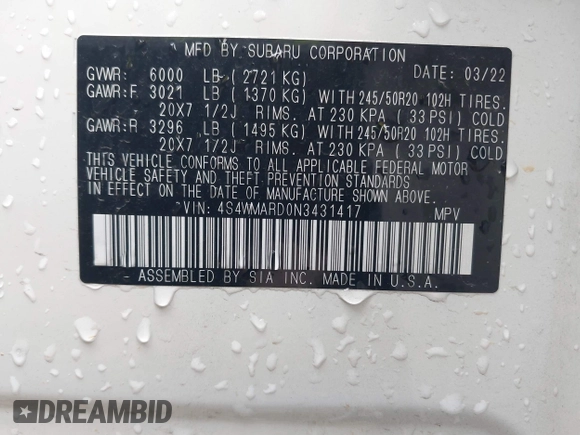 MFD BY SUBARU CORPORATION
GVWR: 6000 LB ( 2721 KG) DATE: 03/22
GAWR:F 3021 LB ( 1370 KG) WITH 245/50R20 102H TIRES.
20X7 1/2J RIMS. AT 230 KPA ( 33 PSI) COLD
GAWR:R 3296 LB ( 1495 KG) WITH 245/50R20 102H TIRES.
20X7 1/2J RIMS. AT 230 KPA ( 33 PSI) COLD
THIS VEHICLE CONFORMS TO ALL APPLICABLE FEDERAL MOTOR
VEHICLE SAFETY AND THEFT PREVENTION STANDARDS
IN EFFECT ON THE DATE OF MANUFACTURE SHOWN ABOVE.
VIN: 4S4WMARD0N3431417 MPV
ASSEMBLED BY SIA INC. MADE IN U.S.A.
DREAMBID